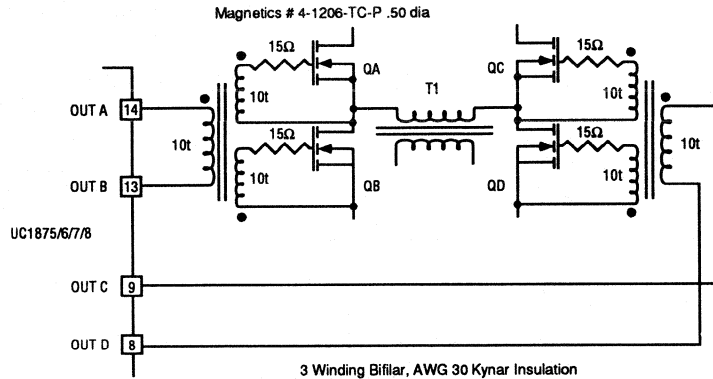 Magnetics # 4-1206-TC-P .50 dia
15Ω QA QC 15Ω
T1
OUT A 14 10t 10t
10t 15Ω 15Ω 10t
OUT B 13 10t QB QD 10t
UC1875/6/7/8
OUT C 9
OUT D 8
3 Winding Bifilar, AWG 30 Kynar Insulation